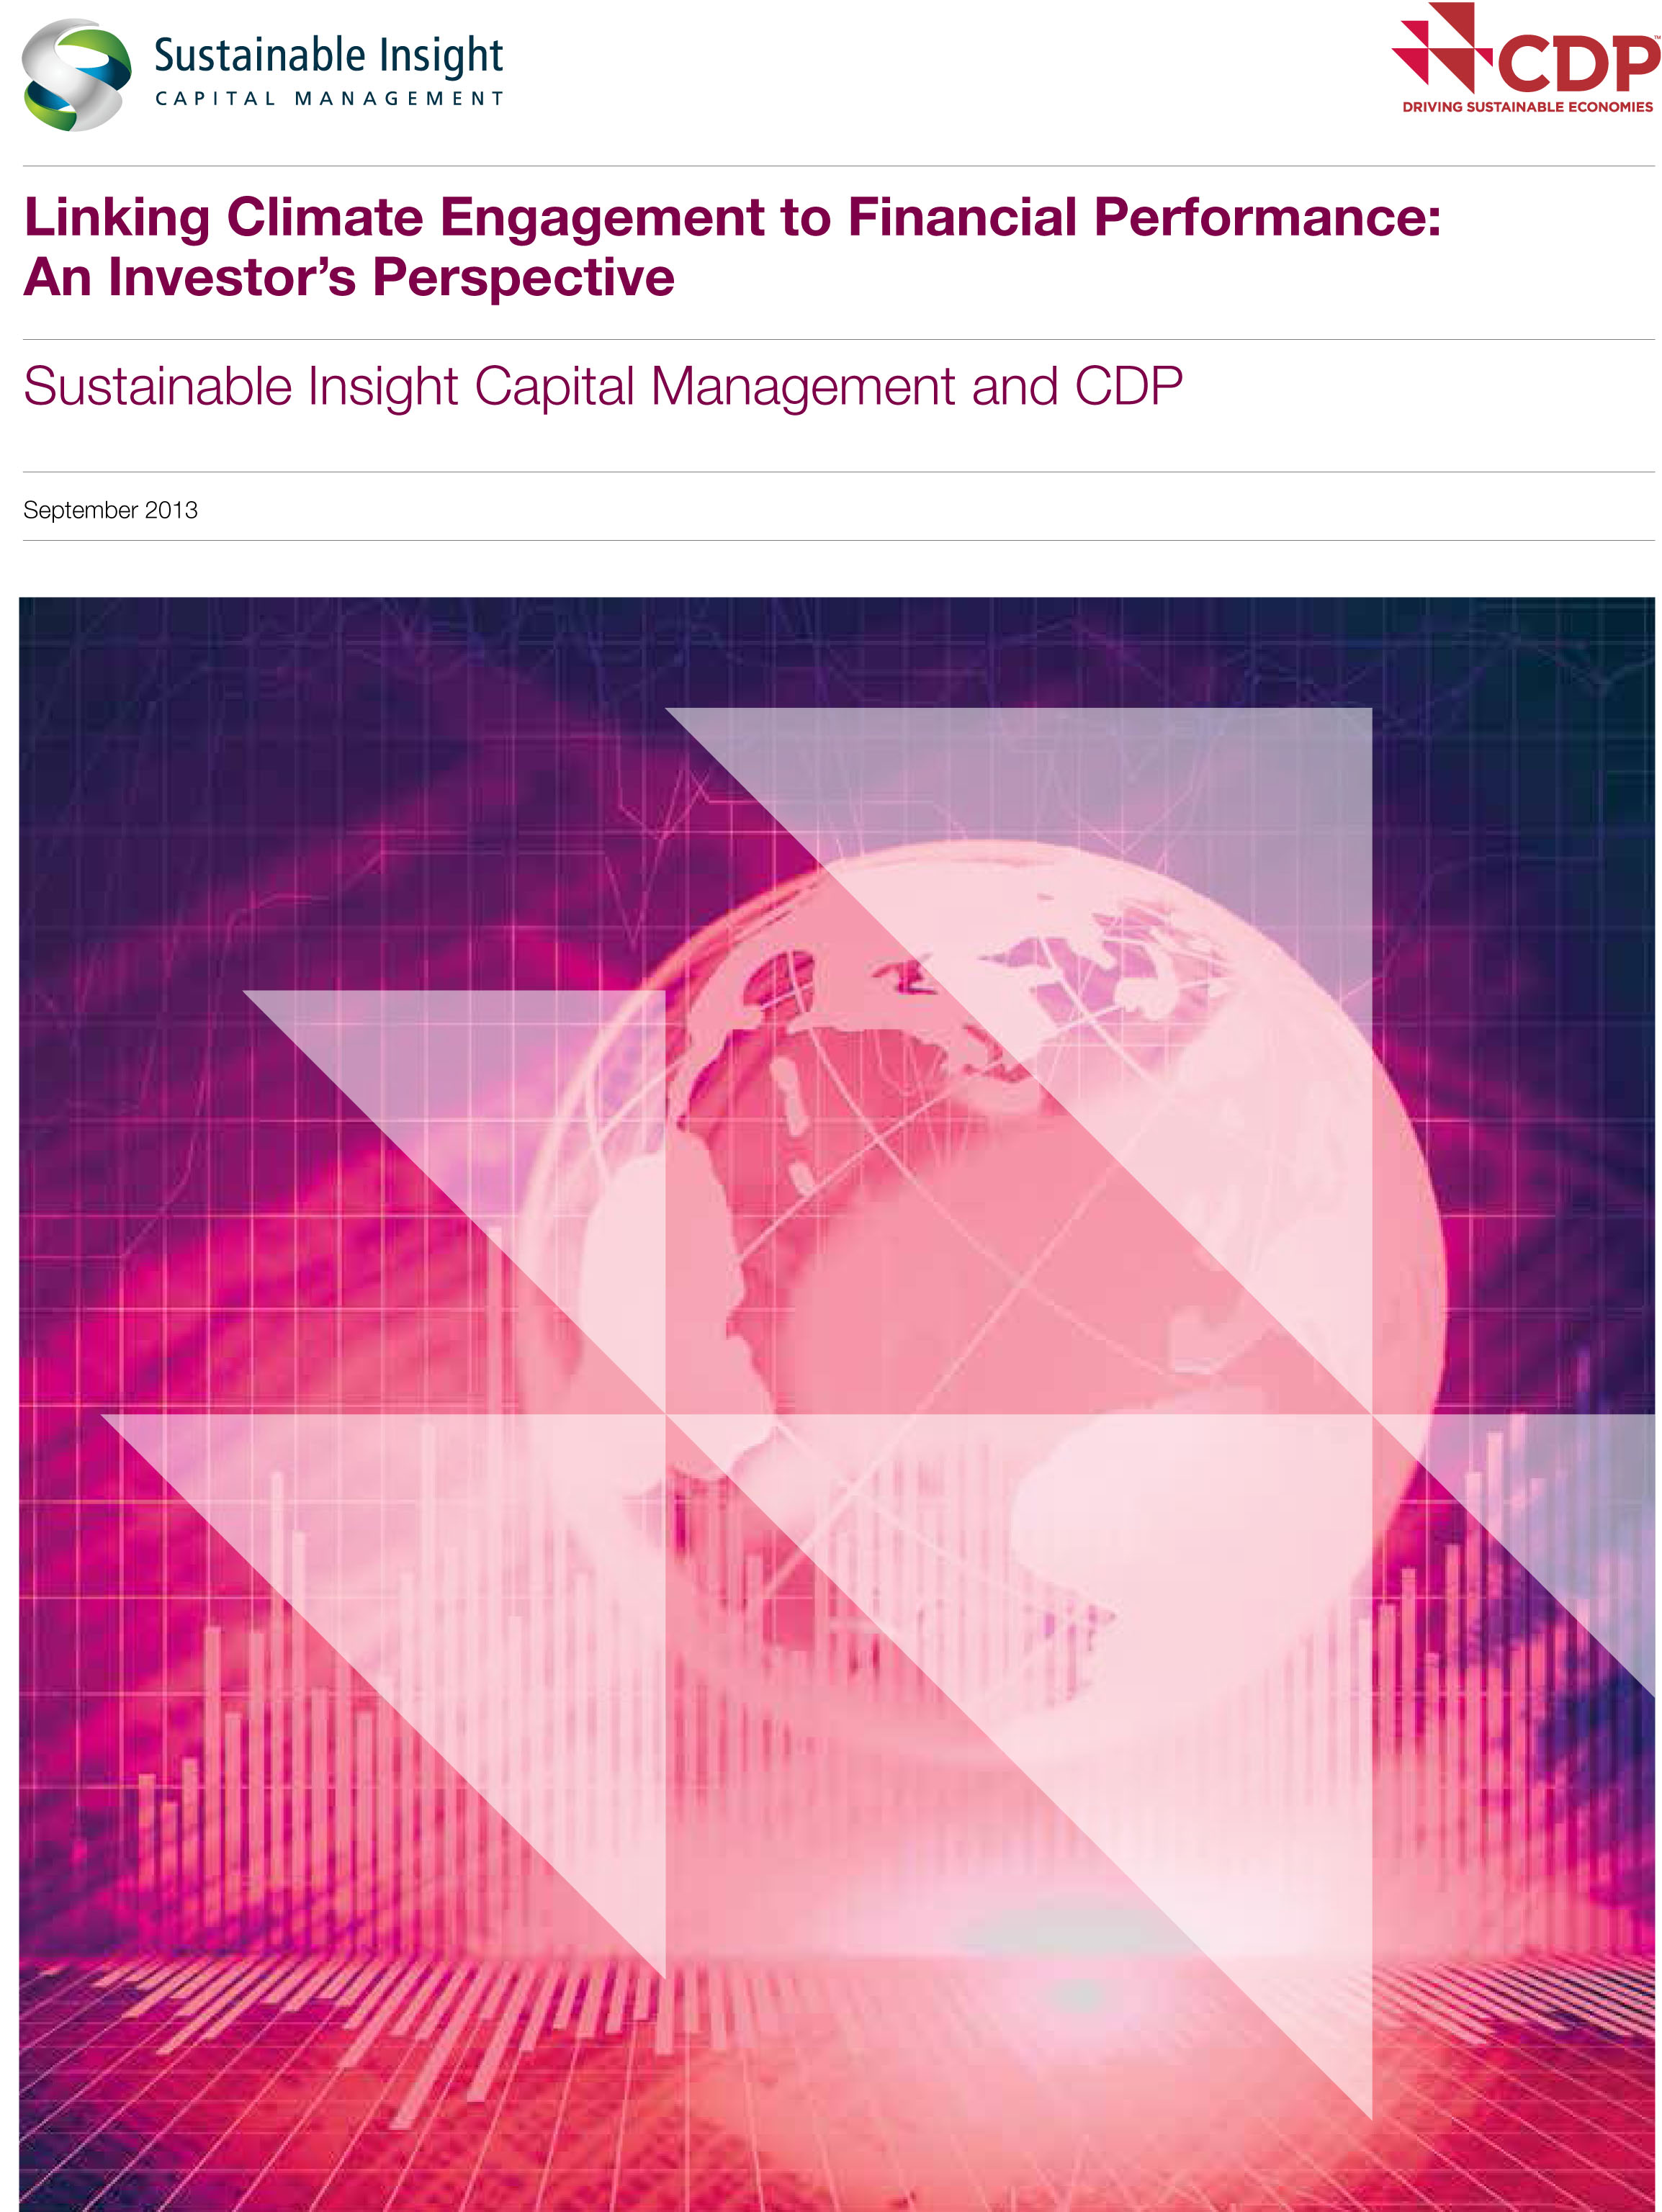 Sustainable Insight
CAPITAL MANAGEMENT
CDP™
DRIVING SUSTAINABLE ECONOMIES
Linking Climate Engagement to Financial Performance:
An Investor’s Perspective
Sustainable Insight Capital Management and CDP
September 2013